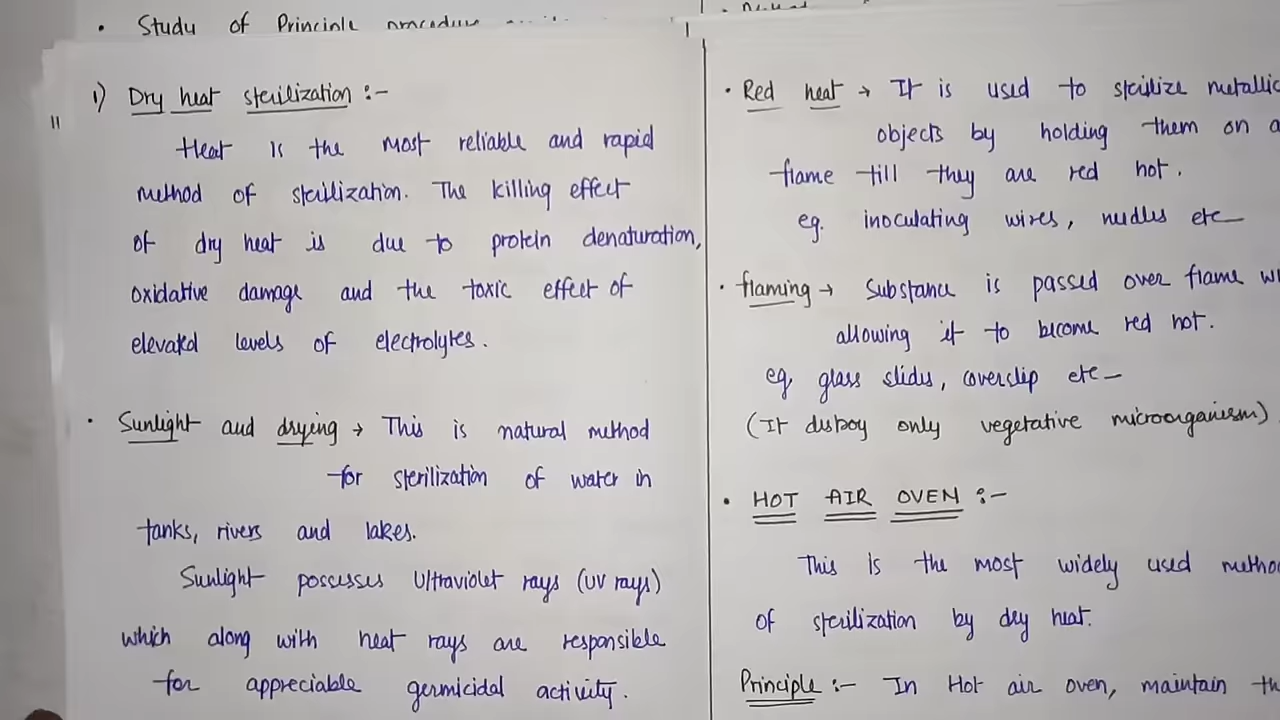 • Study of Principle procedure
1) Dry heat sterilization :-
Heat is the most reliable and rapid
method of sterilization. The killing effect
of dry heat is due to protein denaturation,
oxidative damage and the toxic effect of
elevated levels of electrolytes.
• Sunlight and drying → This is natural method
for sterilization of water in
tanks, rivers and lakes.
Sunlight possesses Ultraviolet rays (UV rays)
which along with heat rays are responsible
for appreciable germicidal activity.
• Red heat → It is used to sterilize metallic
objects by holding them on a
flame till they are red hot.
eg. inoculating wires, needles etc—
• flaming → Substance is passed over flame
allowing it to become red hot.
eg. glass slides, coverslip etc—
(It destroy only vegetative microorganism)
• HOT AIR OVEN :-
This is the most widely used
of sterilization by dry heat.
Principle :- In Hot air oven, maintain